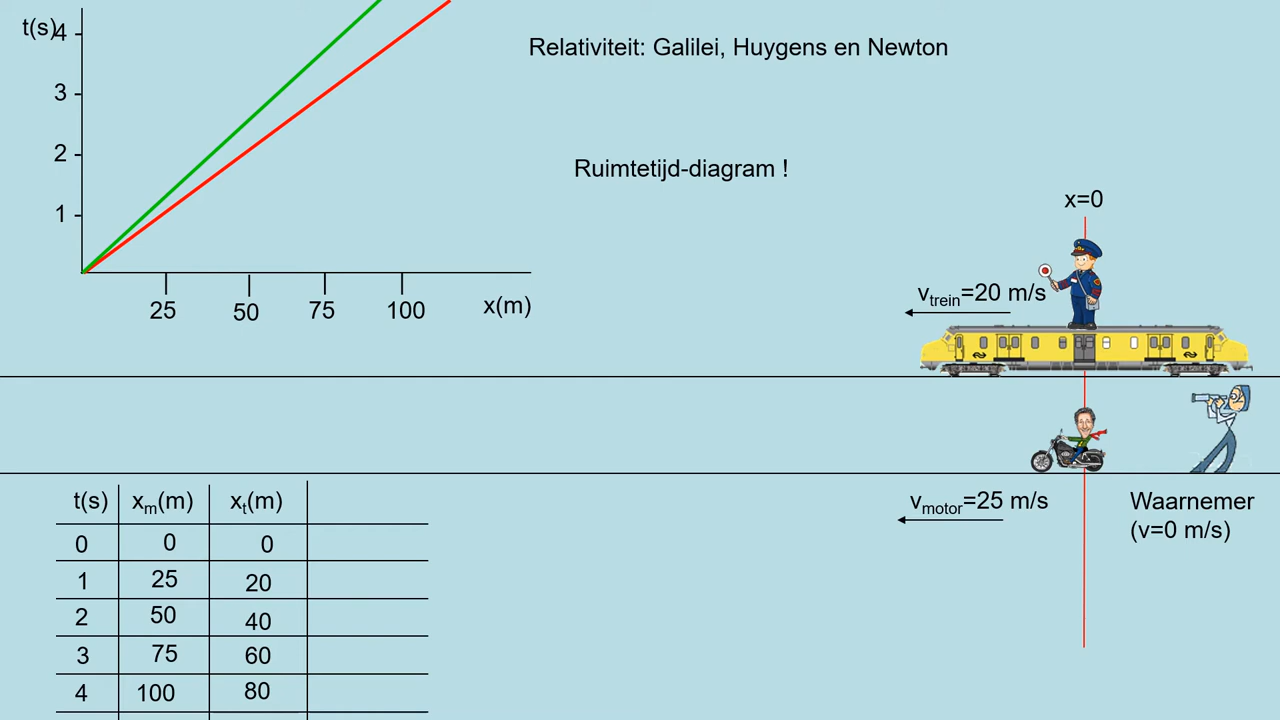 t(s)
4
3
2
1
25 50 75 100 x(m)
Relativiteit: Galilei, Huygens en Newton
Ruimtetijd-diagram !
x=0
vtrein=20 m/s
vmotor=25 m/s
Waarnemer
(v=0 m/s)
t(s) xm(m) xt(m)
0 0 0
1 25 20
2 50 40
3 75 60
4 100 80